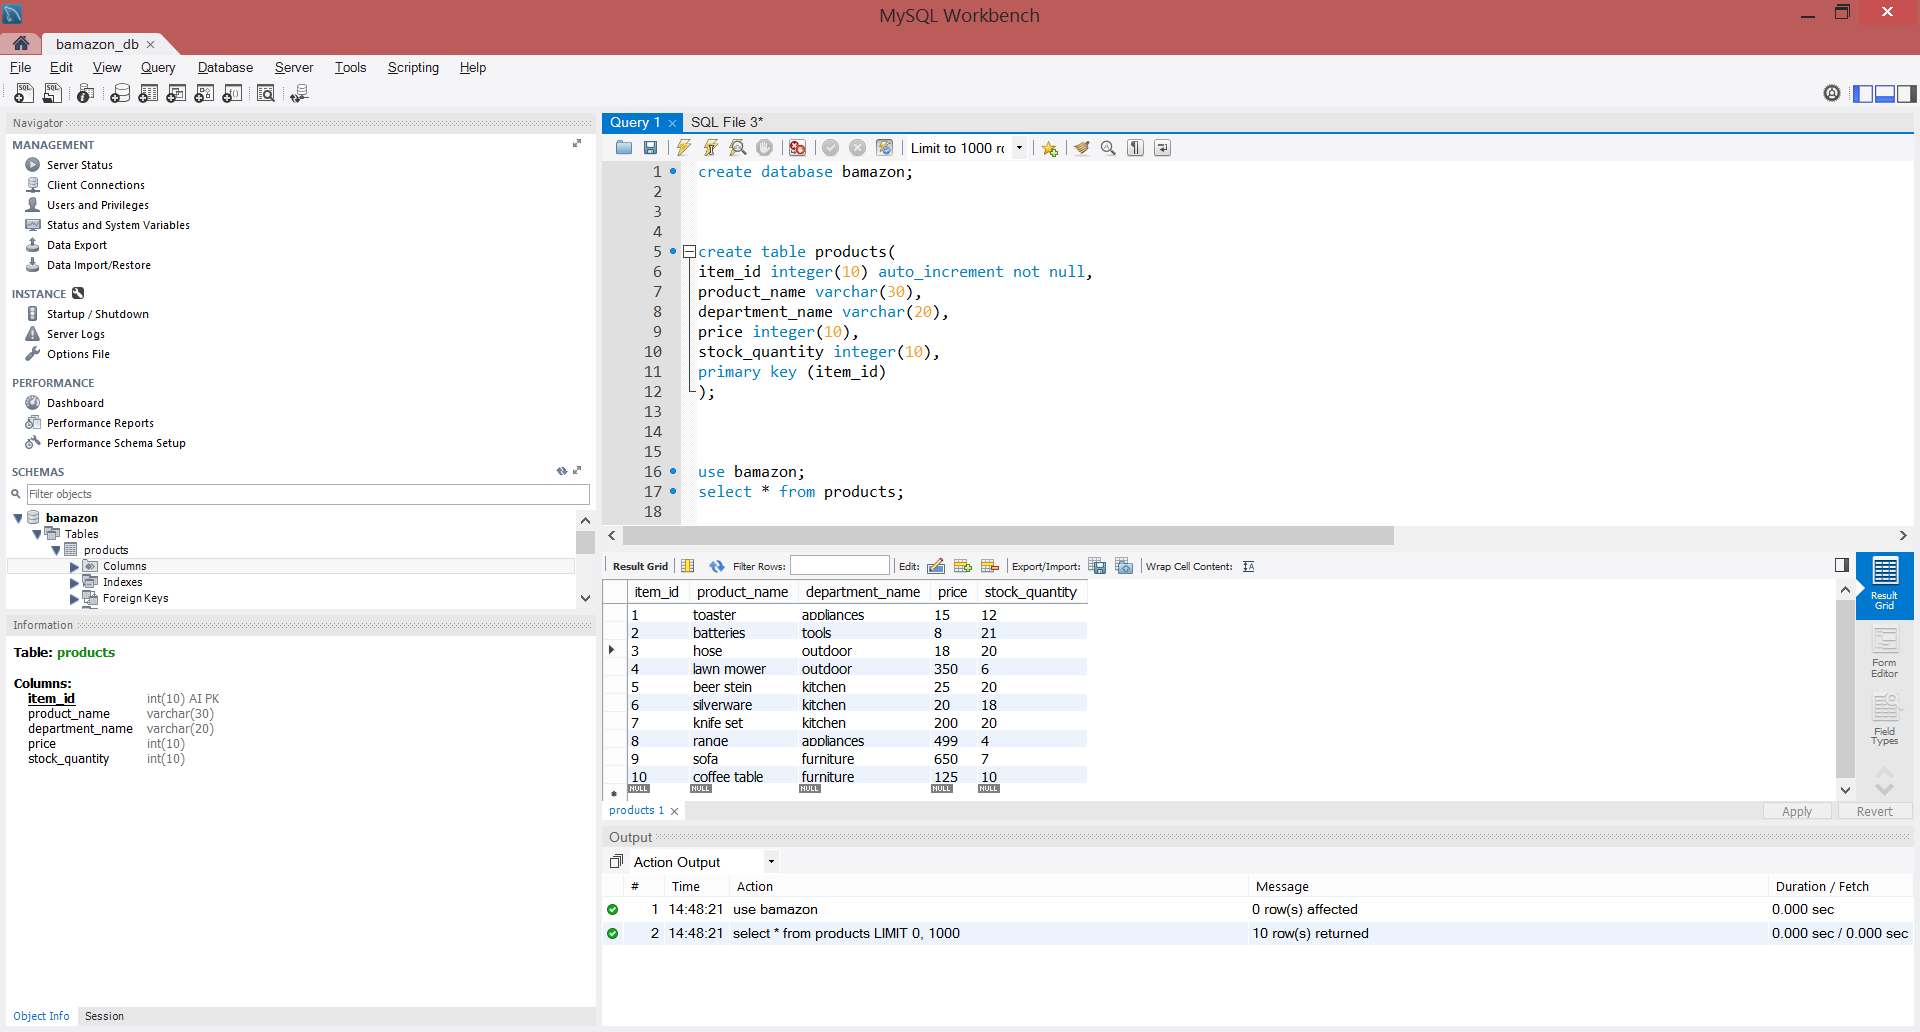 MySQL Workbench
bamazon_db
File Edit View Query Database Server Tools Scripting Help
Navigator
MANAGEMENT
Server Status
Client Connections
Users and Privileges
Status and System Variables
Data Export
Data Import/Restore
INSTANCE
Startup / Shutdown
Server Logs
Options File
PERFORMANCE
Dashboard
Performance Reports
Performance Schema Setup
SCHEMAS
Filter objects
bamazon
Tables
products
Columns
Indexes
Foreign Keys
Information
Table: products
Columns:
item_id int(10) AI PK
product_name varchar(30)
department_name varchar(20)
price int(10)
stock_quantity int(10)
Object Info Session
Query 1 SQL File 3*
Limit to 1000 r
1 create database bamazon;
2
3
4
5 create table products(
6 item_id integer(10) auto_increment not null,
7 product_name varchar(30),
8 department_name varchar(20),
9 price integer(10),
10 stock_quantity integer(10),
11 primary key (item_id)
12 );
13
14
15
16 use bamazon;
17 select * from products;
18
Result Grid Filter Rows: Edit: Export/Import: Wrap Cell Content: IA
item_id product_name department_name price stock_quantity
1 toaster appliances 15 12
2 batteries tools 8 21
3 hose outdoor 18 20
4 lawn mower outdoor 350 6
5 beer stein kitchen 25 20
6 silverware kitchen 20 18
7 knife set kitchen 200 20
8 range appliances 499 4
9 sofa furniture 650 7
10 coffee table furniture 125 10
NULL NULL NULL NULL NULL
Result
Grid
Form
Editor
Field
Types
products 1
Apply Revert
Output
Action Output
# Time Action Message Duration / Fetch
1 14:48:21 use bamazon 0 row(s) affected 0.000 sec
2 14:48:21 select * from products LIMIT 0, 1000 10 row(s) returned 0.000 sec / 0.000 sec